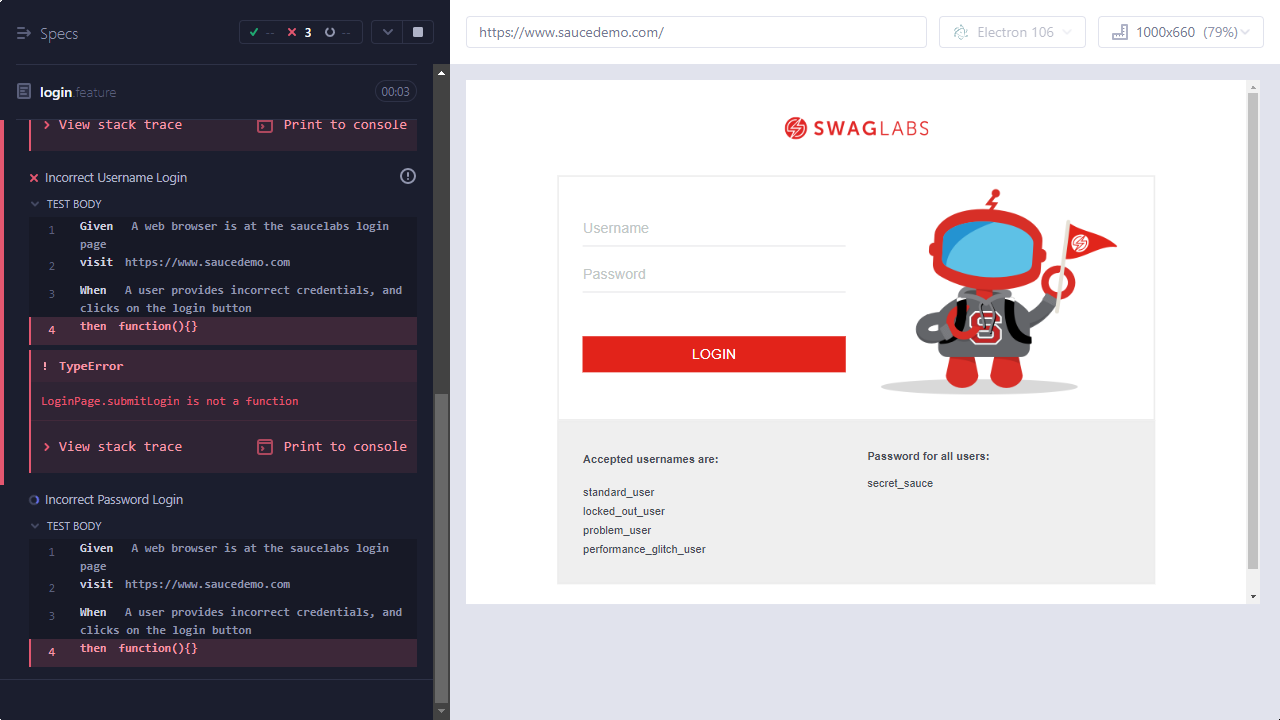 Specs
-- 3 --
login.feature 00:03
View stack trace Print to console
Incorrect Username Login
TEST BODY
1 Given A web browser is at the saucelabs login
page
2 visit https://www.saucedemo.com
3 When A user provides incorrect credentials, and
clicks on the login button
4 then function(){}
! TypeError
LoginPage.submitLogin is not a function
View stack trace Print to console
Incorrect Password Login
TEST BODY
1 Given A web browser is at the saucelabs login
page
2 visit https://www.saucedemo.com
3 When A user provides incorrect credentials, and
clicks on the login button
4 then function(){}
https://www.saucedemo.com/
Electron 106
1000x660 (79%)
SWAGLABS
Username
Password
LOGIN
S
Accepted usernames are:
standard_user
locked_out_user
problem_user
performance_glitch_user
Password for all users:
secret_sauce